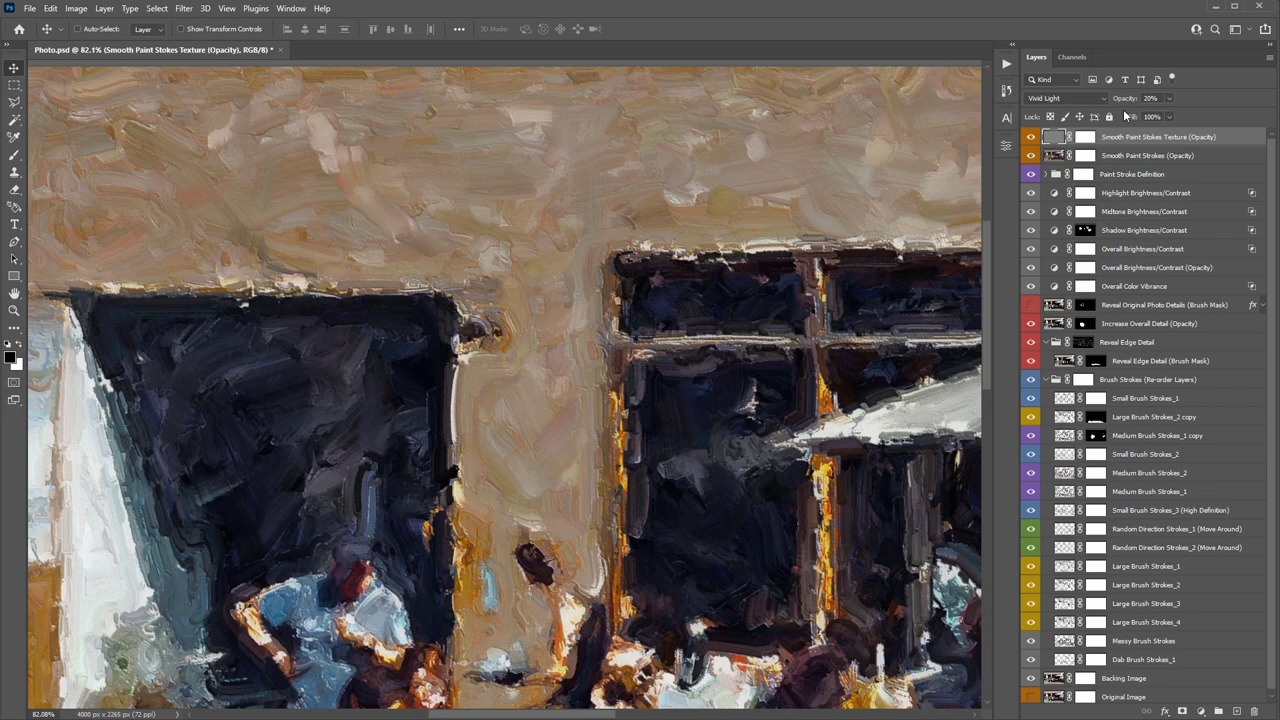 Ps File Edit Image Layer Type Select Filter 3D View Plugins Window Help
Auto-Select: Layer Show Transform Controls 3D Mode:
Photo.psd @ 82.1% (Smooth Paint Stokes Texture (Opacity), RGB/8) *
Layers Channels
Kind
Vivid Light Opacity: 20%
Lock: 100%
Smooth Paint Stokes Texture (Opacity)
Smooth Paint Strokes (Opacity)
Paint Stroke Definition
Highlight Brightness/Contrast
Midtone Brightness/Contrast
Shadow Brightness/Contrast
Overall Brightness/Contrast
Overall Brightness/Contrast (Opacity)
Overall Color Vibrance
Reveal Original Photo Details (Brush Mask) fx
Increase Overall Detail (Opacity)
Reveal Edge Detail
Reveal Edge Detail (Brush Mask)
Brush Strokes (Re-order Layers)
Small Brush Strokes_1
Large Brush Strokes_2 copy
Medium Brush Strokes_1 copy
Small Brush Strokes_2
Medium Brush Strokes_2
Medium Brush Strokes_1
Small Brush Strokes_3 (High Definition)
Random Direction Strokes_1 (Move Around)
Random Direction Strokes_2 (Move Around)
Large Brush Strokes_1
Large Brush Strokes_2
Large Brush Strokes_3
Large Brush Strokes_4
Messy Brush Strokes
Dab Brush Strokes_1
Backing Image
Original Image
82.08% 4000 px x 2265 px (72 ppi)
fx